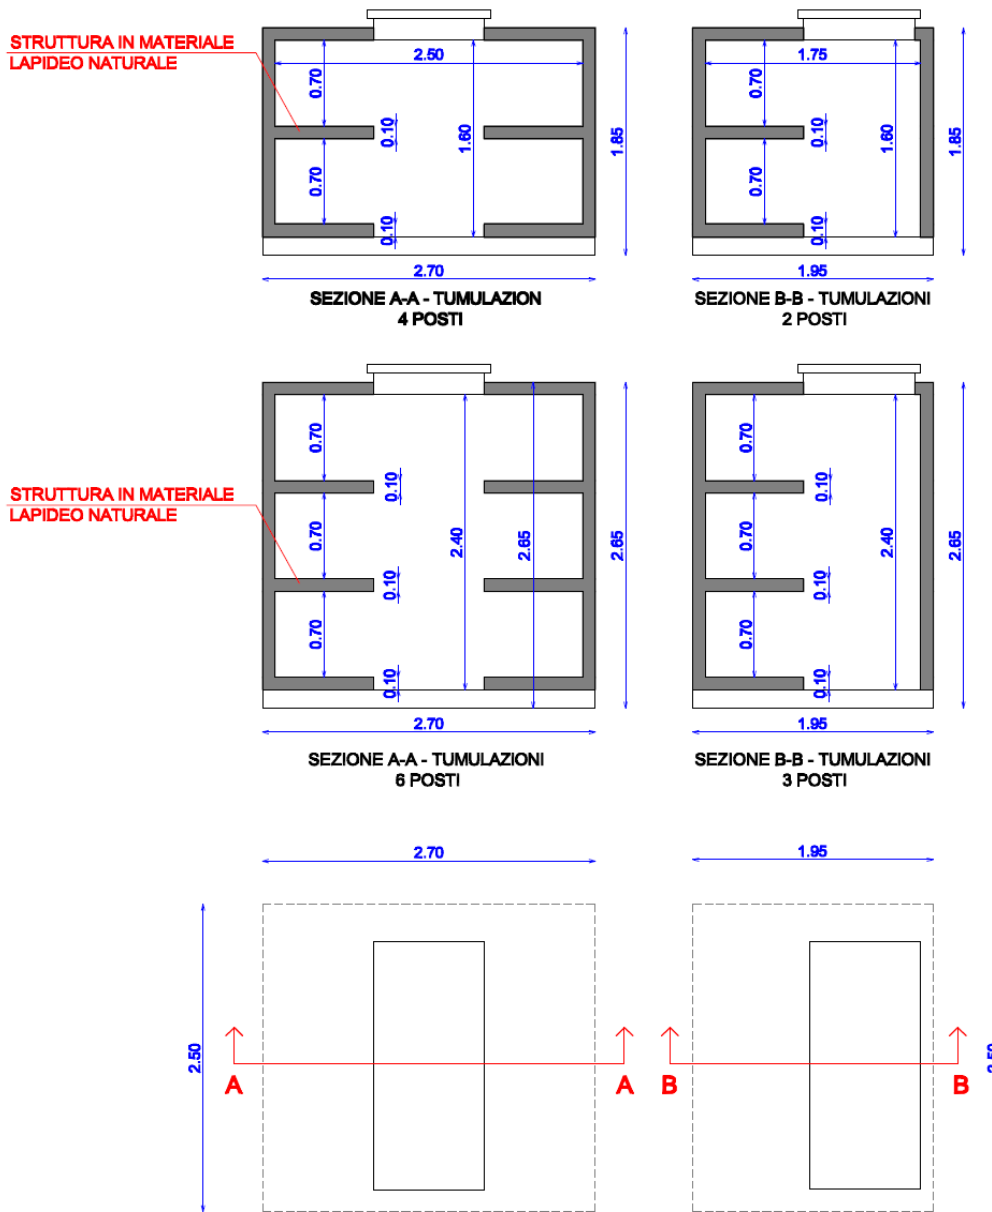 STRUTTURA IN MATERIALE
LAPIDEO NATURALE
2.50
0.70
0.10
1.60
1.85
0.70
0.10
2.70
SEZIONE A-A - TUMULAZION
4 POSTI
1.75
0.70
0.10
1.60
1.85
0.70
0.10
1.95
SEZIONE B-B - TUMULAZIONI
2 POSTI
STRUTTURA IN MATERIALE
LAPIDEO NATURALE
0.70
0.10
0.70
2.40
2.65
2.65
0.10
0.70
0.10
2.70
SEZIONE A-A - TUMULAZIONI
6 POSTI
0.70
0.10
0.70
2.40
2.65
0.10
0.70
0.10
1.95
SEZIONE B-B - TUMULAZIONI
3 POSTI
2.70
2.50
A
A
1.95
B
B
2.50